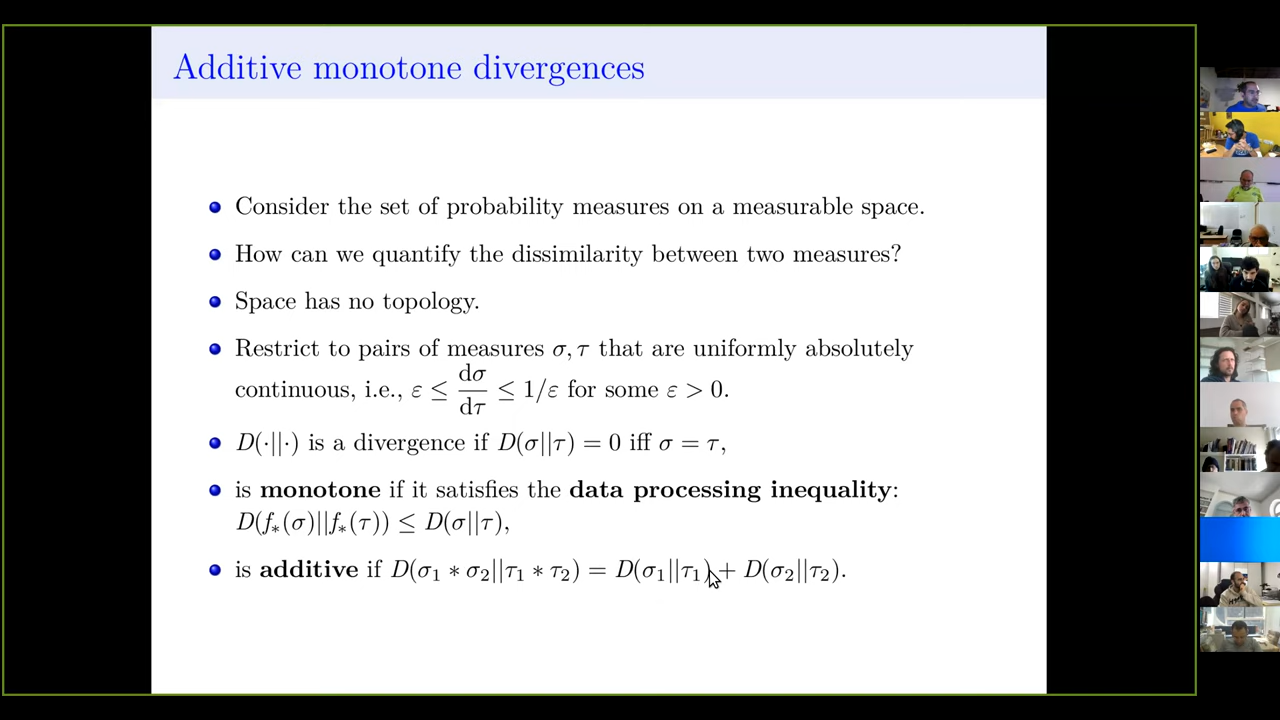 Additive monotone divergences
Consider the set of probability measures on a measurable space.
How can we quantify the dissimilarity between two measures?
Space has no topology.
Restrict to pairs of measures σ, τ that are uniformly absolutely
continuous, i.e., ε ≤ dσ/dτ ≤ 1/ε for some ε > 0.
D(·||·) is a divergence if D(σ||τ) = 0 iff σ = τ,
is monotone if it satisfies the data processing inequality:
D(f∗(σ)||f∗(τ)) ≤ D(σ||τ),
is additive if D(σ₁ ∗ σ₂||τ₁ ∗ τ₂) = D(σ₁||τ₁) + D(σ₂||τ₂).